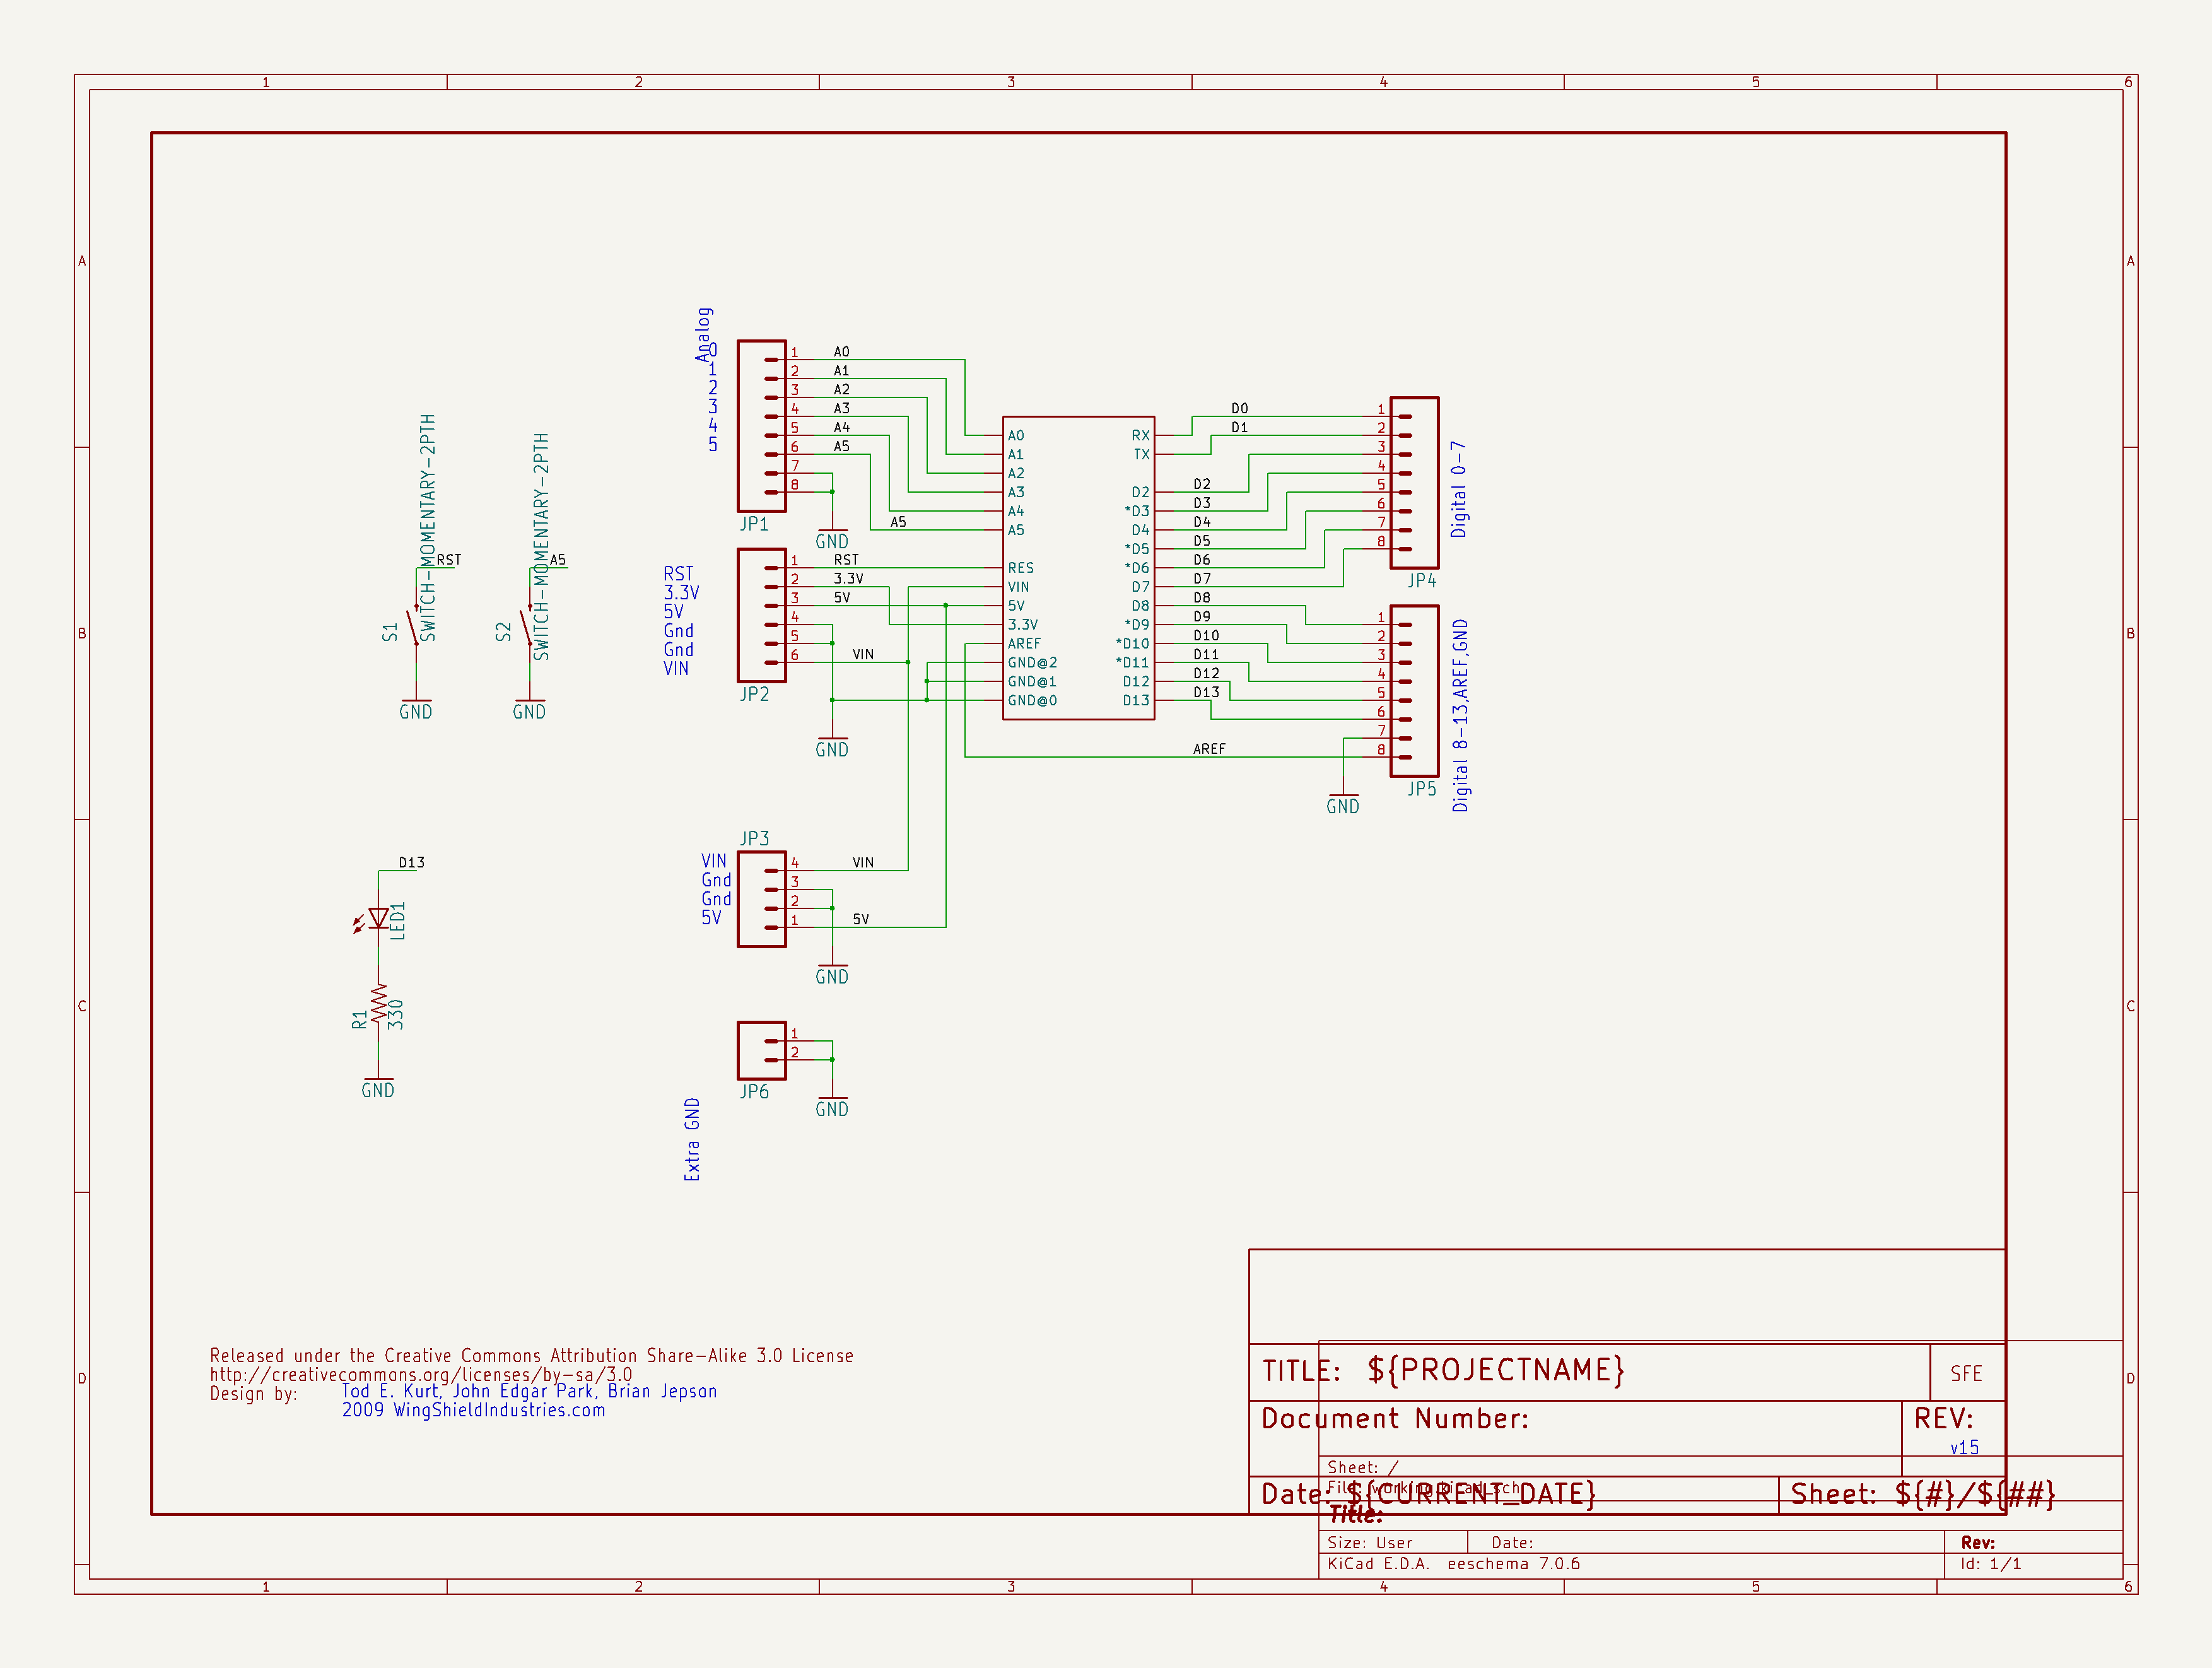 1 2 3 4 5 6
A
B
C
D
A
B
C
D
1 2 3 4 5 6
Analog
0
1
2
3
4
5
1 A0
2 A1
3 A2
4 A3
5 A4
6 A5
7
8
JP1
GND
A5
RST
3.3V
5V
Gnd
Gnd
VIN
1 RST
2 3.3V
3 5V
4
5
6 VIN
JP2
GND
A0
A1
A2
A3
A4
A5
RES
VIN
5V
3.3V
AREF
GND@2
GND@1
GND@0
RX
TX
D2
*D3
D4
*D5
*D6
D7
D8
*D9
*D10
*D11
D12
D13
D0
D1
D2
D3
D4
D5
D6
D7
D8
D9
D10
D11
D12
D13
AREF
1
2
3
4
5
6
7
8
JP4
Digital 0-7
1
2
3
4
5
6
7
8
JP5
Digital 8-13,AREF,GND
GND
RST
S1
SWITCH-MOMENTARY-2PTH
GND
A5
S2
SWITCH-MOMENTARY-2PTH
GND
D13
LED1
R1
330
GND
JP3
VIN
Gnd
Gnd
5V
4 VIN
3
2
1 5V
GND
1
2
JP6
GND
Extra GND
Released under the Creative Commons Attribution Share-Alike 3.0 License
http://creativecommons.org/licenses/by-sa/3.0
Design by: Tod E. Kurt, John Edgar Park, Brian Jepson
2009 WingShieldIndustries.com
TITLE: ${PROJECTNAME}
SFE
Document Number:
REV:
v15
Sheet: /
File: working.kicad_sch
Date: ${CURRENT_DATE}
Sheet: ${#}/${##}
Title:
Size: User Date: Rev:
KiCad E.D.A. eeschema 7.0.6 Id: 1/1